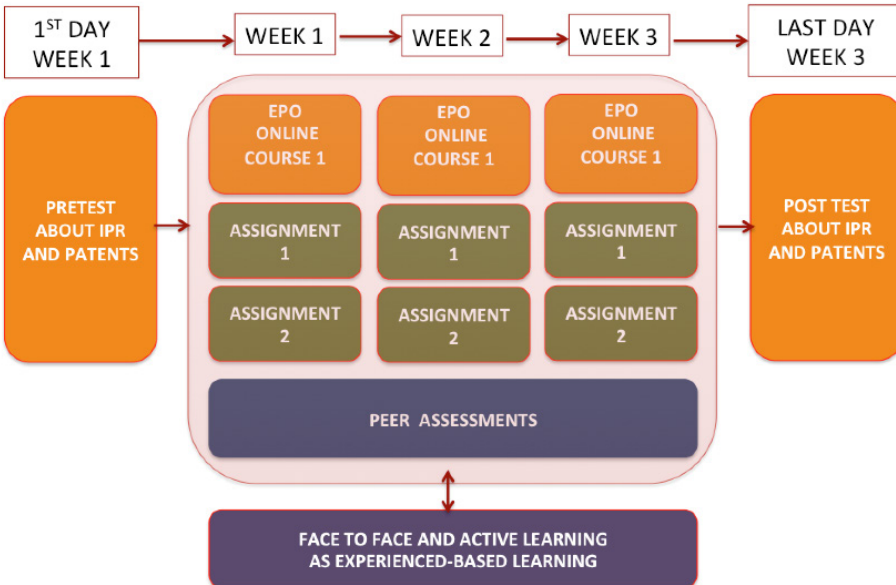 1ST DAY
WEEK 1
WEEK 1
WEEK 2
WEEK 3
LAST DAY
WEEK 3
PRETEST
ABOUT IPR
AND PATENTS
EPO
ONLINE
COURSE 1
EPO
ONLINE
COURSE 1
EPO
ONLINE
COURSE 1
ASSIGNMENT
1
ASSIGNMENT
1
ASSIGNMENT
1
ASSIGNMENT
2
ASSIGNMENT
2
ASSIGNMENT
2
PEER ASSESSMENTS
POST TEST
ABOUT IPR
AND PATENTS
FACE TO FACE AND ACTIVE LEARNING
AS EXPERIENCED-BASED LEARNING